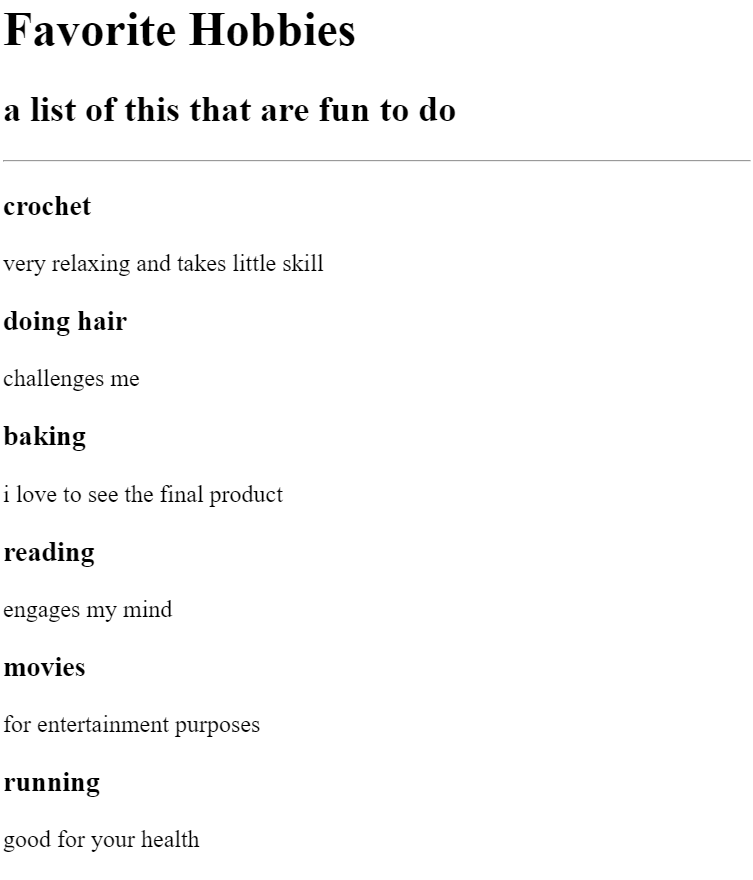 Favorite Hobbies
a list of this that are fun to do
crochet
very relaxing and takes little skill
doing hair
challenges me
baking
i love to see the final product
reading
engages my mind
movies
for entertainment purposes
running
good for your health